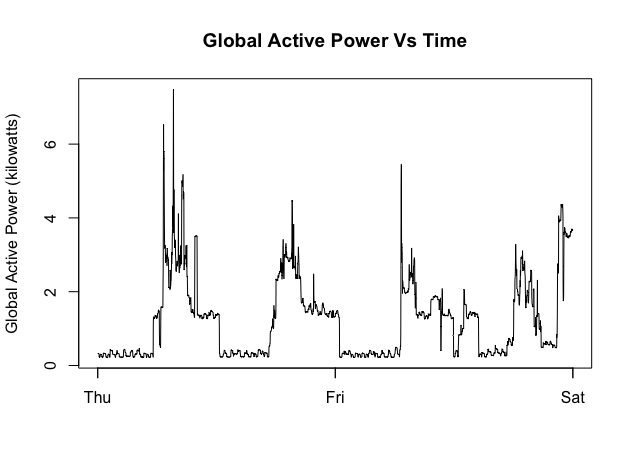 Global Active Power Vs Time
Global Active Power (kilowatts)
6
4
2
0
Thu Fri Sat